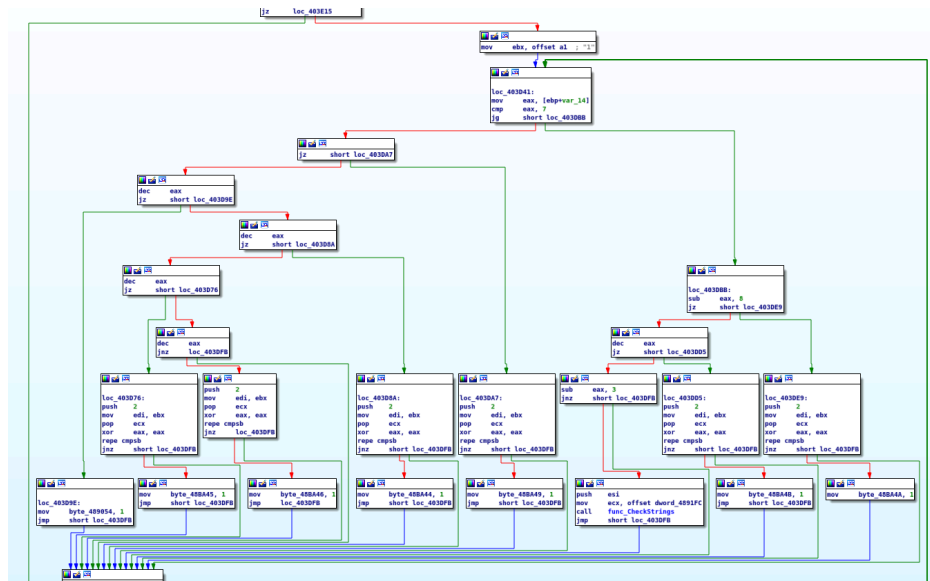 jz loc_403E15
mov ebx, offset a1 ; "1"
loc_403D41:
mov eax, [ebp+var_14]
cmp eax, 7
jg short loc_403DBB
jz short loc_403DA7
dec eax
jz short loc_403D9E
dec eax
jz short loc_403D8A
dec eax
jz short loc_403D76
loc_403DBB:
sub eax, 8
jz short loc_403DE9
dec eax
jnz loc_403DFB
dec eax
jz short loc_403DD5
loc_403D76:
push 2
mov edi, ebx
pop ecx
xor eax, eax
repe cmpsb
jnz short loc_403DFB
push 2
mov edi, ebx
pop ecx
xor eax, eax
repe cmpsb
jnz loc_403DFB
loc_403D8A:
push 2
mov edi, ebx
pop ecx
xor eax, eax
repe cmpsb
jnz short loc_403DFB
loc_403DA7:
push 2
mov edi, ebx
pop ecx
xor eax, eax
repe cmpsb
jnz short loc_403DFB
sub eax, 3
jnz short loc_403DFB
loc_403DD5:
push 2
mov edi, ebx
pop ecx
xor eax, eax
repe cmpsb
jnz short loc_403DFB
loc_403DE9:
push 2
mov edi, ebx
pop ecx
xor eax, eax
repe cmpsb
jnz short loc_403DFB
loc_403D9E:
mov byte_489054, 1
jmp short loc_403DFB
mov byte_48BA45, 1
jmp short loc_403DFB
mov byte_48BA46, 1
jmp loc_403DFB
mov byte_48BA44, 1
jmp short loc_403DFB
mov byte_48BA49, 1
jmp short loc_403DFB
push esi
mov ecx, offset dword_4891FC
call func_CheckStrings
jmp short loc_403DFB
mov byte_48BA4B, 1
jmp short loc_403DFB
mov byte_48BA4A, 1